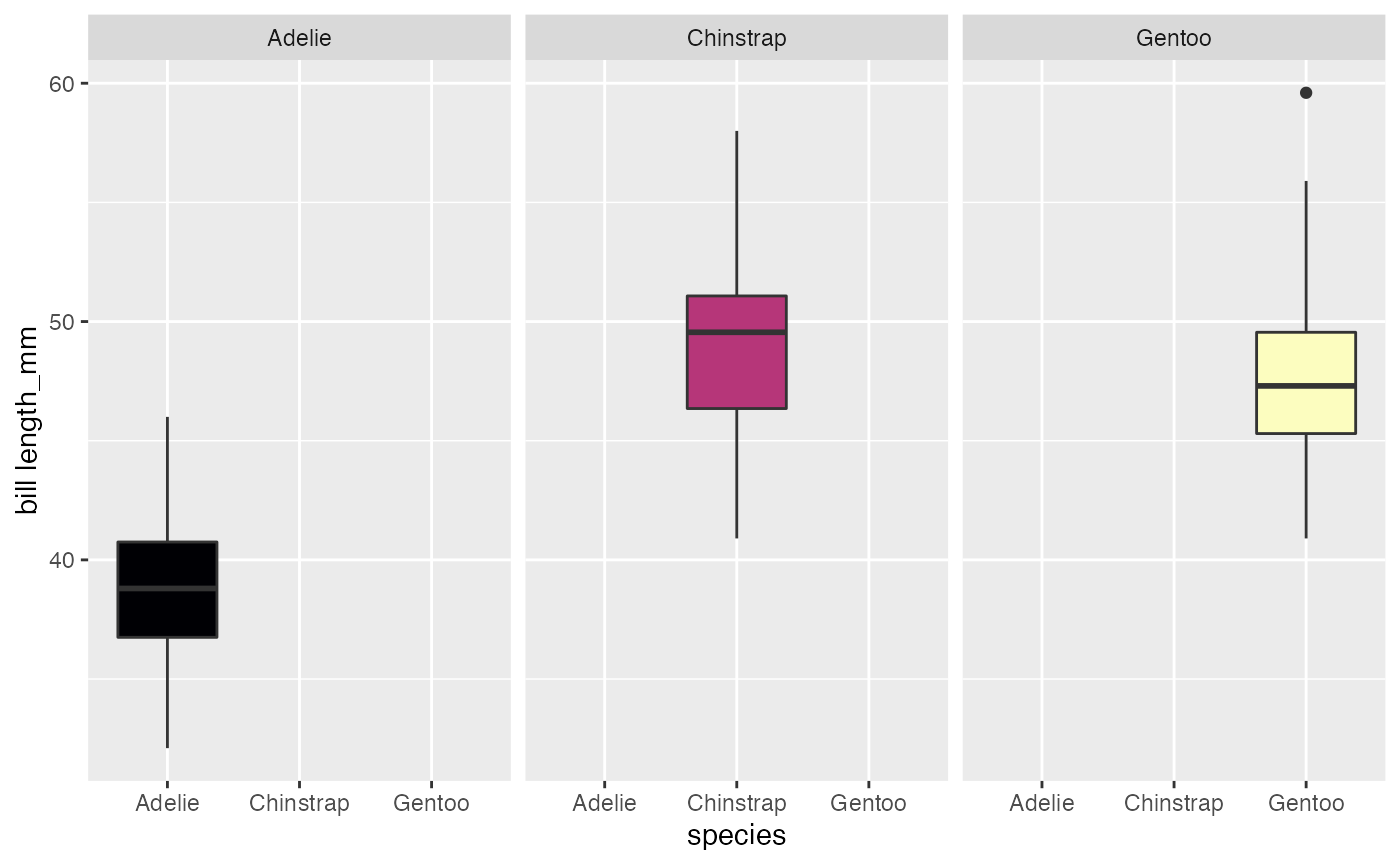 Adelie Chinstrap Gentoo
60
50
40
bill length_mm
Adelie Chinstrap Gentoo Adelie Chinstrap Gentoo Adelie Chinstrap Gentoo
species